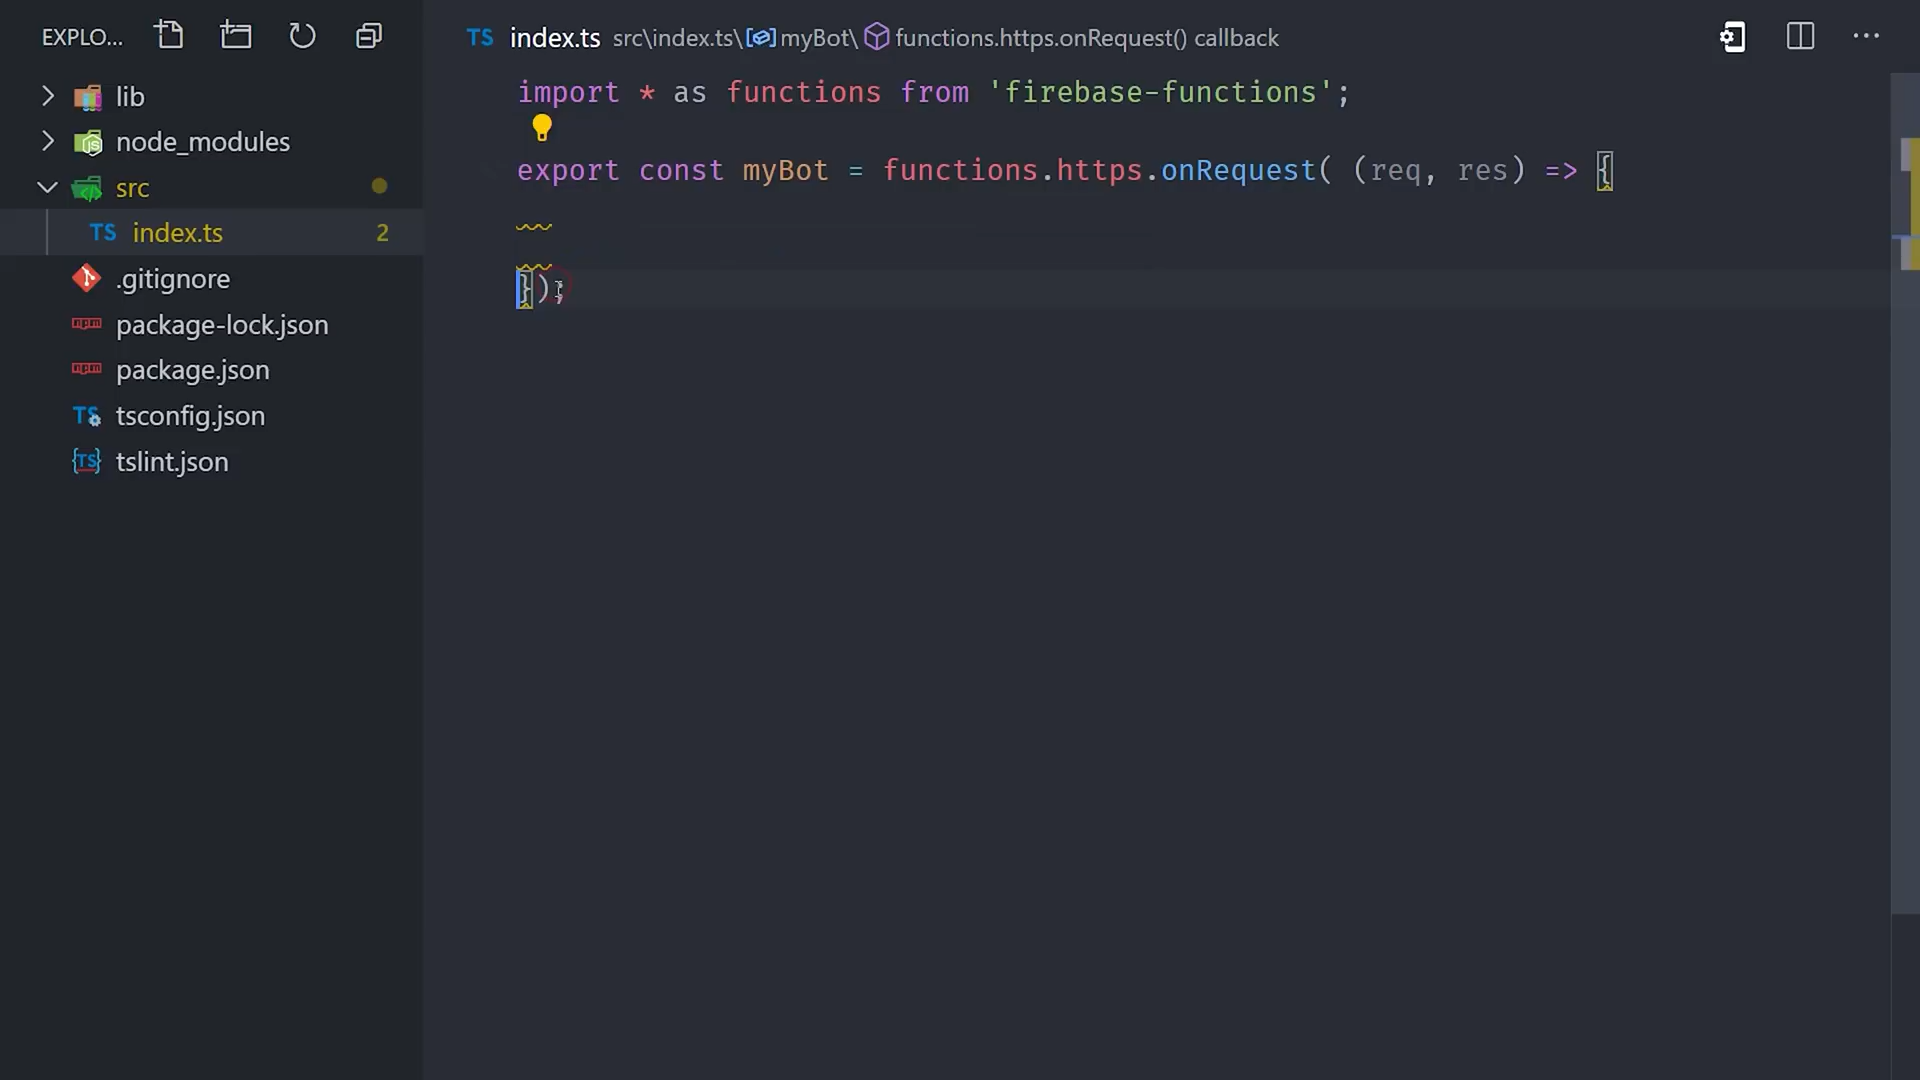 EXPLO...
TS index.ts src\index.ts\myBot\functions.https.onRequest() callback
lib
node_modules
src
TS index.ts 2
.gitignore
package-lock.json
package.json
TS tsconfig.json
{TS} tslint.json
import * as functions from 'firebase-functions';
export const myBot = functions.https.onRequest( (req, res) => {
});